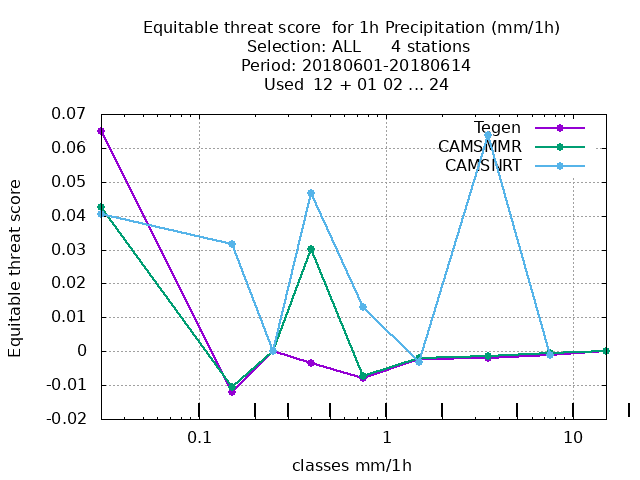 Equitable threat score  for 1h Precipitation (mm/1h)
Selection: ALL      4 stations
Period: 20180601-20180614
Used  12 + 01 02 ... 24
0.07
0.06
0.05
0.04
0.03
0.02
0.01
0
-0.01
-0.02
Equitable threat score
Tegen
CAMSMMR
CAMSNRT
0.1 1 10
classes mm/1h